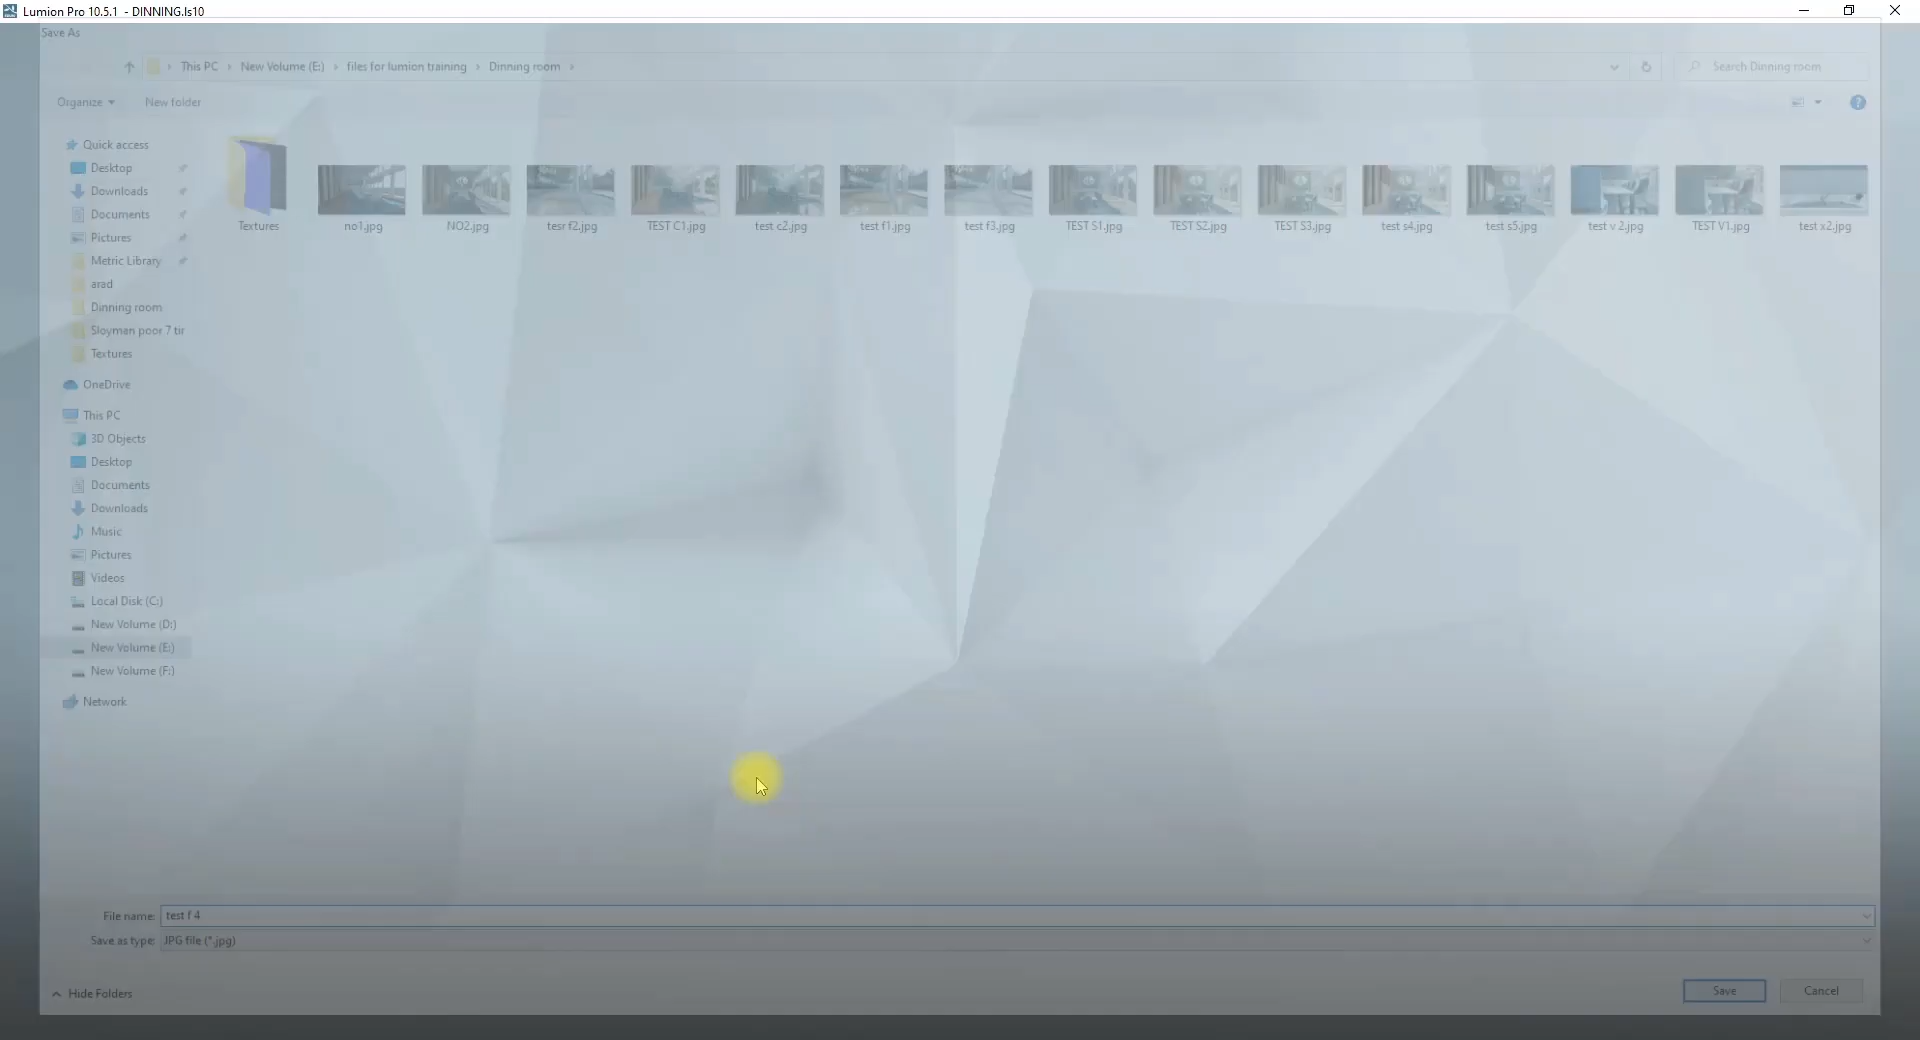 Lumion Pro 10.5.1 - DINNING.ls10
Save As
This PC > New Volume (E:) > files for lumion training > Dinning room >
Search Dinning room
Organize
New folder
Quick access
Desktop
Downloads
Documents
Pictures
Metric Library
arad
Dinning room
Sloyman poor 7 tir
Textures
OneDrive
This PC
3D Objects
Desktop
Documents
Downloads
Music
Pictures
Videos
Local Disk (C:)
New Volume (D:)
New Volume (E:)
New Volume (F:)
Network
Textures
no1.jpg
NO2.jpg
tesr f2.jpg
TEST C1.jpg
test c2.jpg
test f1.jpg
test f3.jpg
TEST S1.jpg
TEST S2.jpg
TEST S3.jpg
test s4.jpg
test s5.jpg
test v 2.jpg
TEST V1.jpg
test x2.jpg
File name: test f 4
Save as type: JPG file (*.jpg)
Hide Folders
Save
Cancel